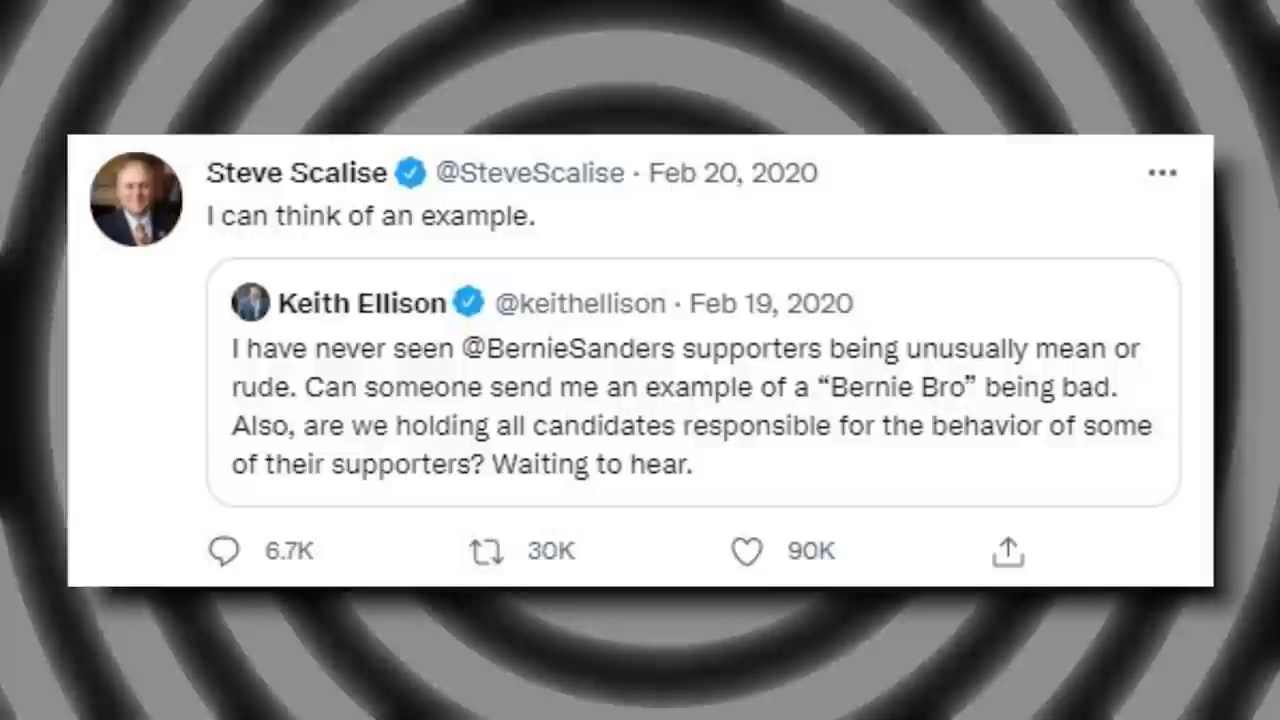 Steve Scalise @SteveScalise · Feb 20, 2020
I can think of an example.
Keith Ellison @keithellison · Feb 19, 2020
I have never seen @BernieSanders supporters being unusually mean or
rude. Can someone send me an example of a “Bernie Bro” being bad.
Also, are we holding all candidates responsible for the behavior of some
of their supporters? Waiting to hear.
6.7K 30K 90K